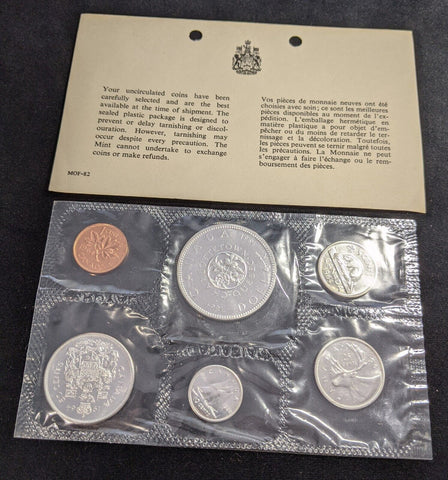 Your uncirculated coins have been
carefully selected and are the best
available at the time of shipment. The
sealed plastic package is designed to
prevent or delay tarnishing or discol-
ouration. However, tarnishing may
occur despite every precaution. The
Mint cannot undertake to exchange
coins or make refunds.
MOP-82
Vos pièces de monnaie neuves ont été
choisies avec soin; ce sont les meilleures
pièces disponibles au moment de l'ex-
pédition. L'emballage hermétique en
matière plastique a pour objet d'em-
pêcher ou du moins de retarder le ter-
nissage et la décoloration. Toutefois,
les pièces peuvent se ternir malgré toutes
les précautions. La Monnaie ne peut
s'engager à faire l'échange ou le rem-
boursement des pièces.